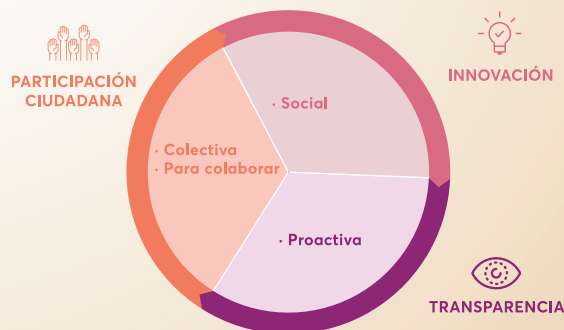 PARTICIPACIÓN
CIUDADANA
INNOVACIÓN
· Social
· Colectiva
· Para colaborar
· Proactiva
TRANSPARENCIA